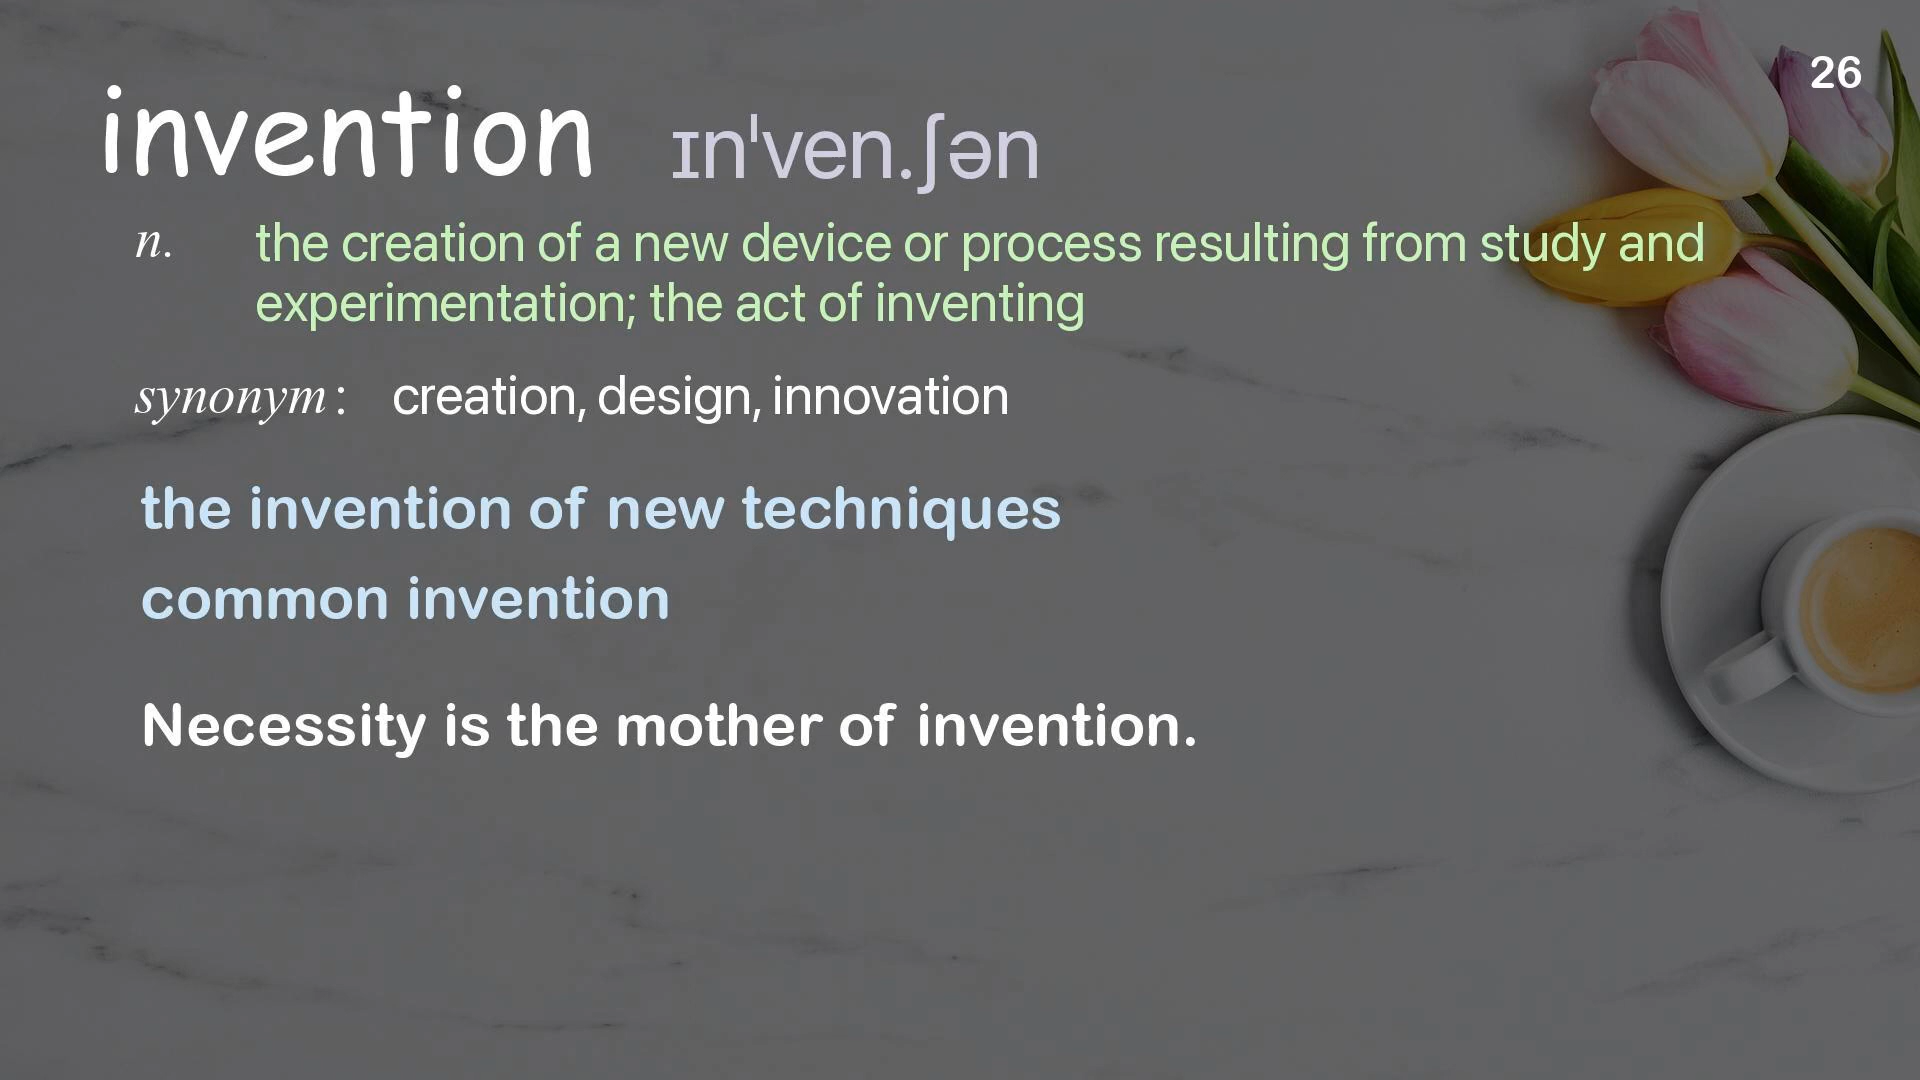 26
invention ɪnˈven.ʃən
n. the creation of a new device or process resulting from study and
experimentation; the act of inventing
synonym: creation, design, innovation
the invention of new techniques
common invention
Necessity is the mother of invention.